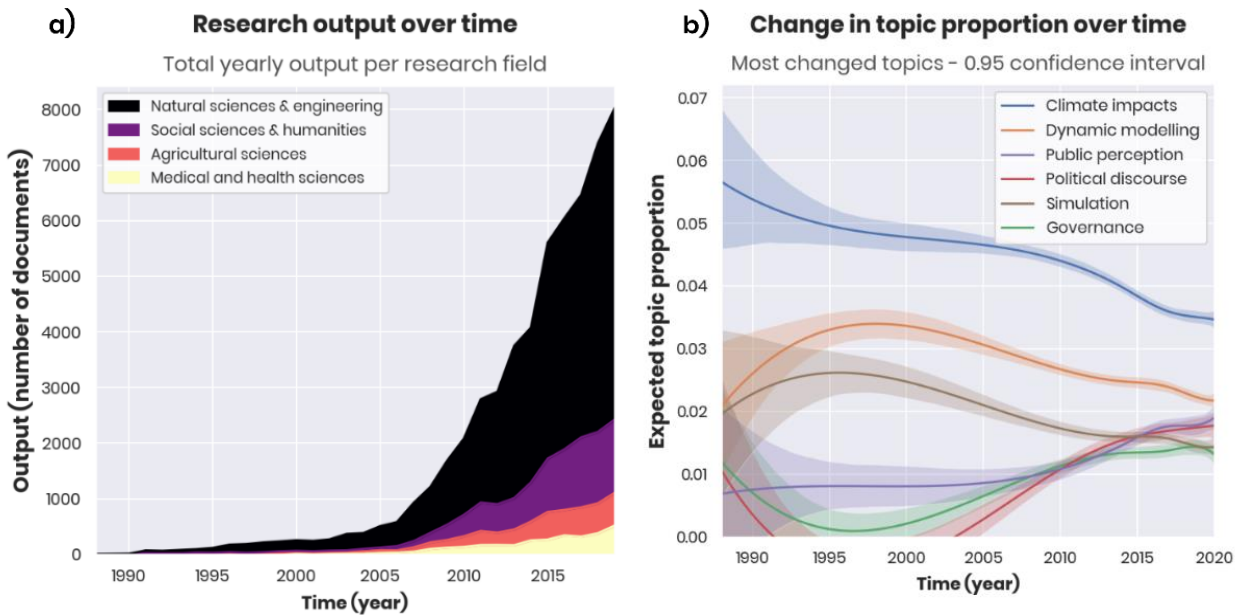 a)
Research output over time
Total yearly output per research field
Natural sciences & engineering
Social sciences & humanities
Agricultural sciences
Medical and health sciences
Output (number of documents)
8000
7000
6000
5000
4000
3000
2000
1000
0
1990 1995 2000 2005 2010 2015
Time (year)
b)
Change in topic proportion over time
Most changed topics - 0.95 confidence interval
Climate impacts
Dynamic modelling
Public perception
Political discourse
Simulation
Governance
Expected topic proportion
0.07
0.06
0.05
0.04
0.03
0.02
0.01
0.00
1990 1995 2000 2005 2010 2015 2020
Time (year)